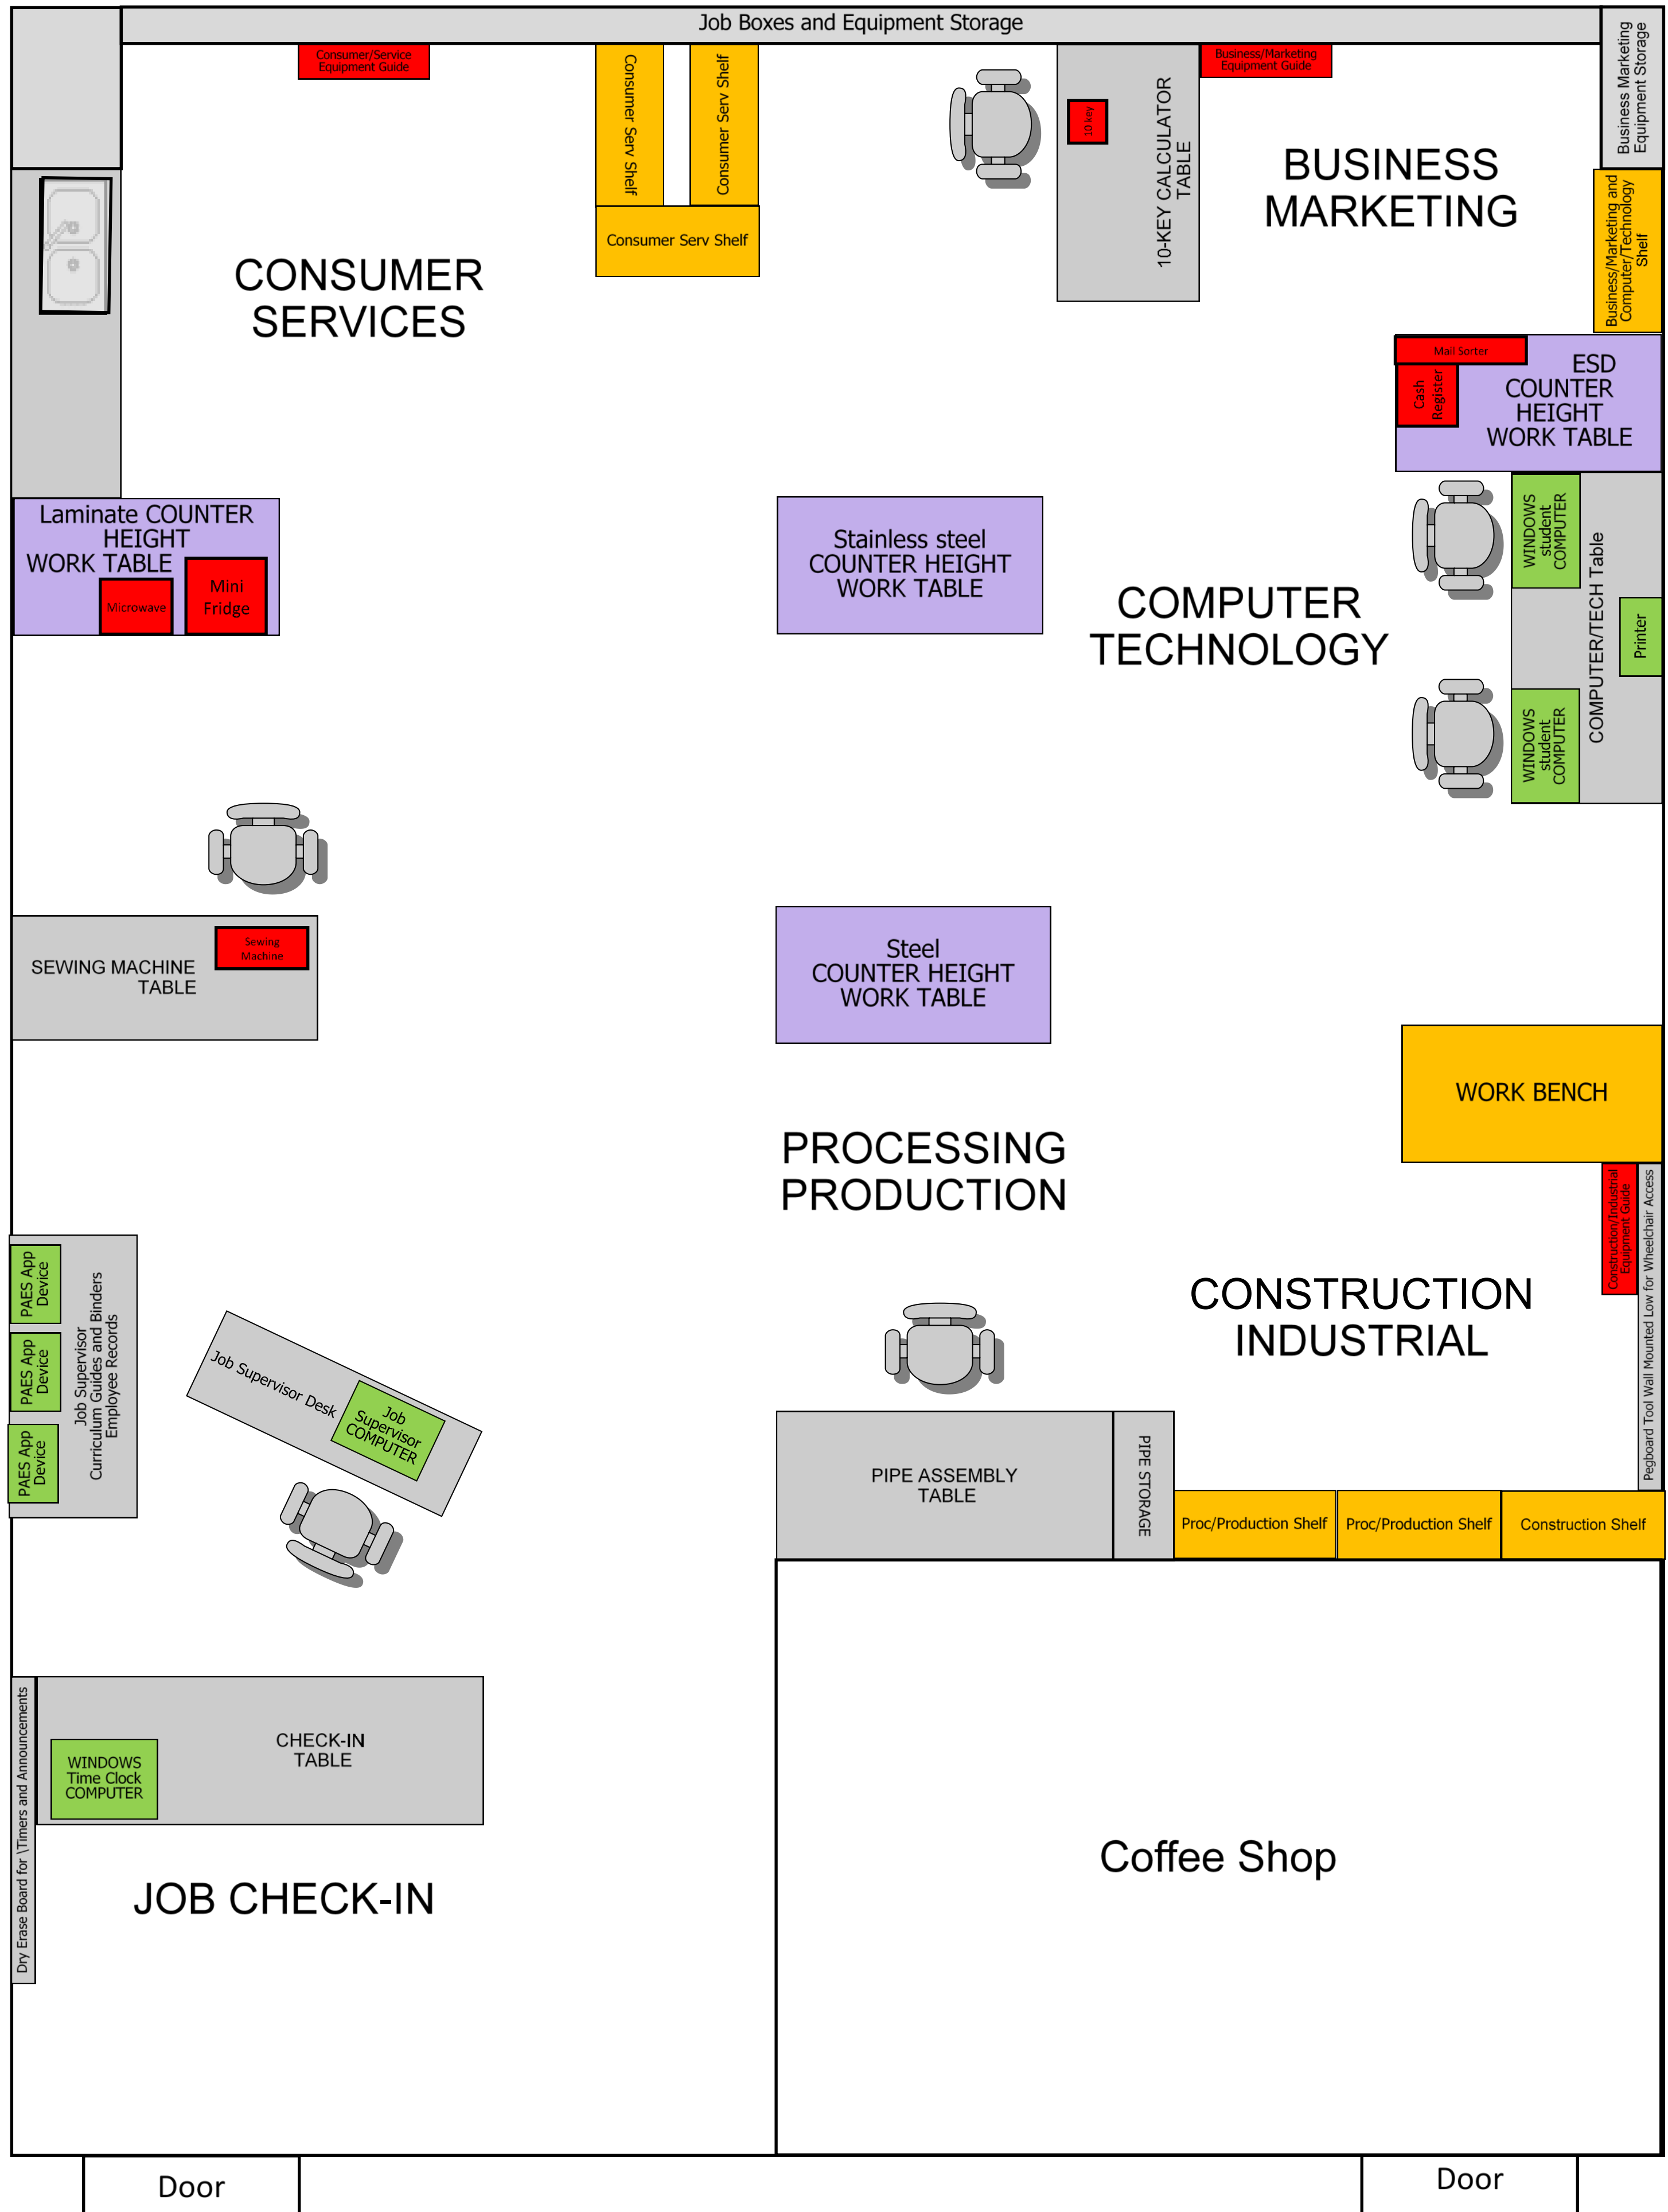 Job Boxes and Equipment Storage
Consumer/Service
Equipment Guide
Consumer Serv Shelf
Consumer Serv Shelf
Consumer Serv Shelf
10 key
10-KEY CALCULATOR
TABLE
Business/Marketing
Equipment Guide
Business Marketing
Equipment Storage
BUSINESS
MARKETING
Business/Marketing and
Computer/Technology
Shelf
CONSUMER
SERVICES
Mail Sorter
Cash
Register
ESD
COUNTER
HEIGHT
WORK TABLE
Laminate COUNTER
HEIGHT
WORK TABLE
Microwave
Mini
Fridge
Stainless steel
COUNTER HEIGHT
WORK TABLE
COMPUTER
TECHNOLOGY
WINDOWS
student
COMPUTER
COMPUTER/TECH Table
Printer
WINDOWS
student
COMPUTER
SEWING MACHINE
TABLE
Sewing
Machine
Steel
COUNTER HEIGHT
WORK TABLE
WORK BENCH
PROCESSING
PRODUCTION
Construction/Industrial
Equipment Guide
Pegboard Tool Wall Mounted Low for Wheelchair Access
CONSTRUCTION
INDUSTRIAL
PAES App
Device
PAES App
Device
PAES App
Device
Job Supervisor
Curriculum Guides and Binders
Employee Records
Job Supervisor Desk
Job
Supervisor
COMPUTER
PIPE ASSEMBLY
TABLE
PIPE STORAGE
Proc/Production Shelf
Proc/Production Shelf
Construction Shelf
Dry Erase Board for \Timers and Announcements
CHECK-IN
TABLE
WINDOWS
Time Clock
COMPUTER
JOB CHECK-IN
Coffee Shop
Door
Door